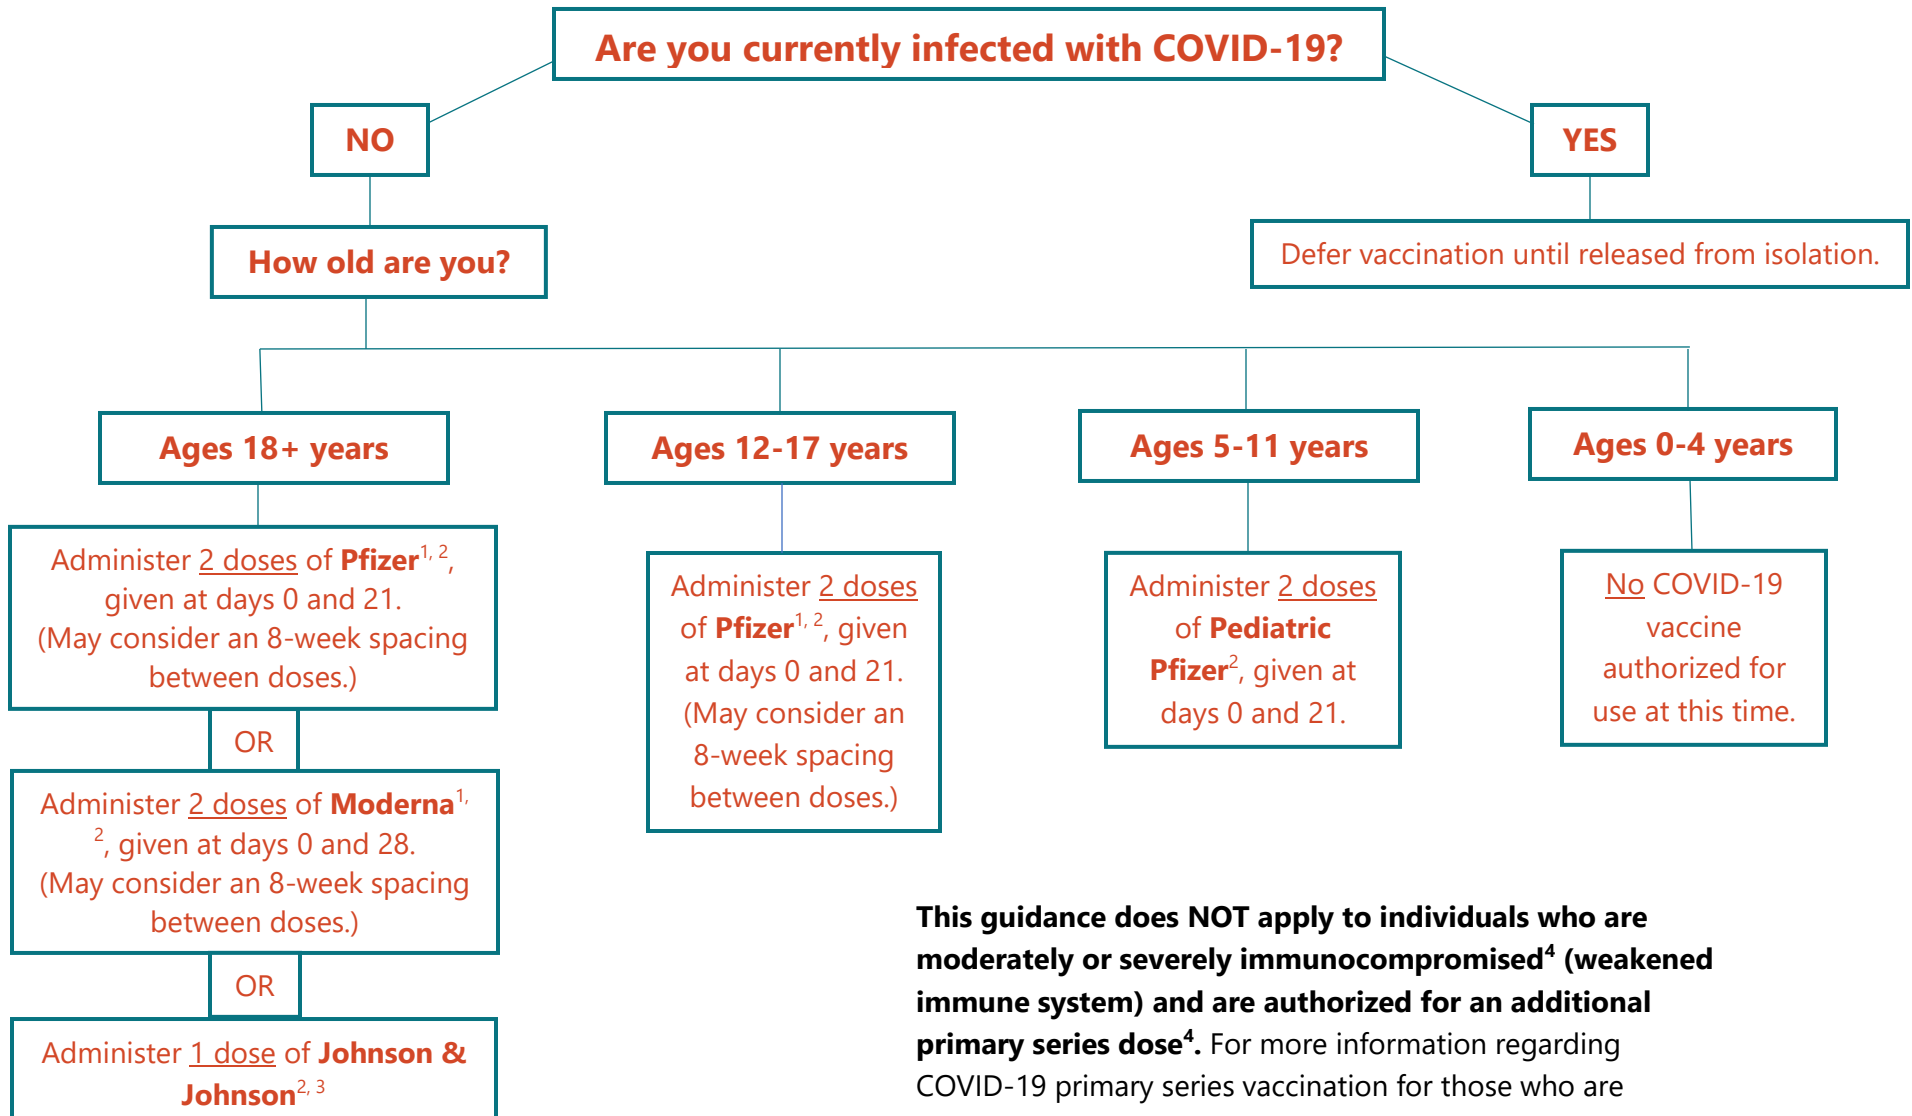 Are you currently infected with COVID-19?
NO
YES
How old are you?
Defer vaccination until released from isolation.
Ages 18+ years
Ages 12-17 years
Ages 5-11 years
Ages 0-4 years
Administer 2 doses of Pfizer1, 2,
given at days 0 and 21.
(May consider an 8-week spacing
between doses.)
OR
Administer 2 doses of Moderna1,
2, given at days 0 and 28.
(May consider an 8-week spacing
between doses.)
OR
Administer 1 dose of Johnson &
Johnson2, 3
Administer 2 doses
of Pfizer1, 2, given
at days 0 and 21.
(May consider an
8-week spacing
between doses.)
Administer 2 doses
of Pediatric
Pfizer2, given at
days 0 and 21.
No COVID-19
vaccine
authorized for
use at this time.
This guidance does NOT apply to individuals who are
moderately or severely immunocompromised4 (weakened
immune system) and are authorized for an additional
primary series dose4. For more information regarding
COVID-19 primary series vaccination for those who are